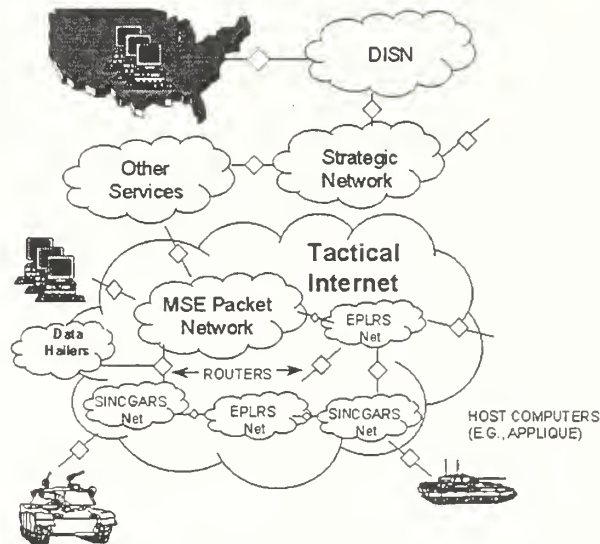 DISN
Other
Services
Strategic
Network
Tactical
Internet
MSE Packet
Network
EPLRS
Net
Data
Hailers
ROUTERS
SINCGARS
Net
EPLRS
Net
SINCGARS
Net
HOST COMPUTERS
(E.G., APPLIQUE)